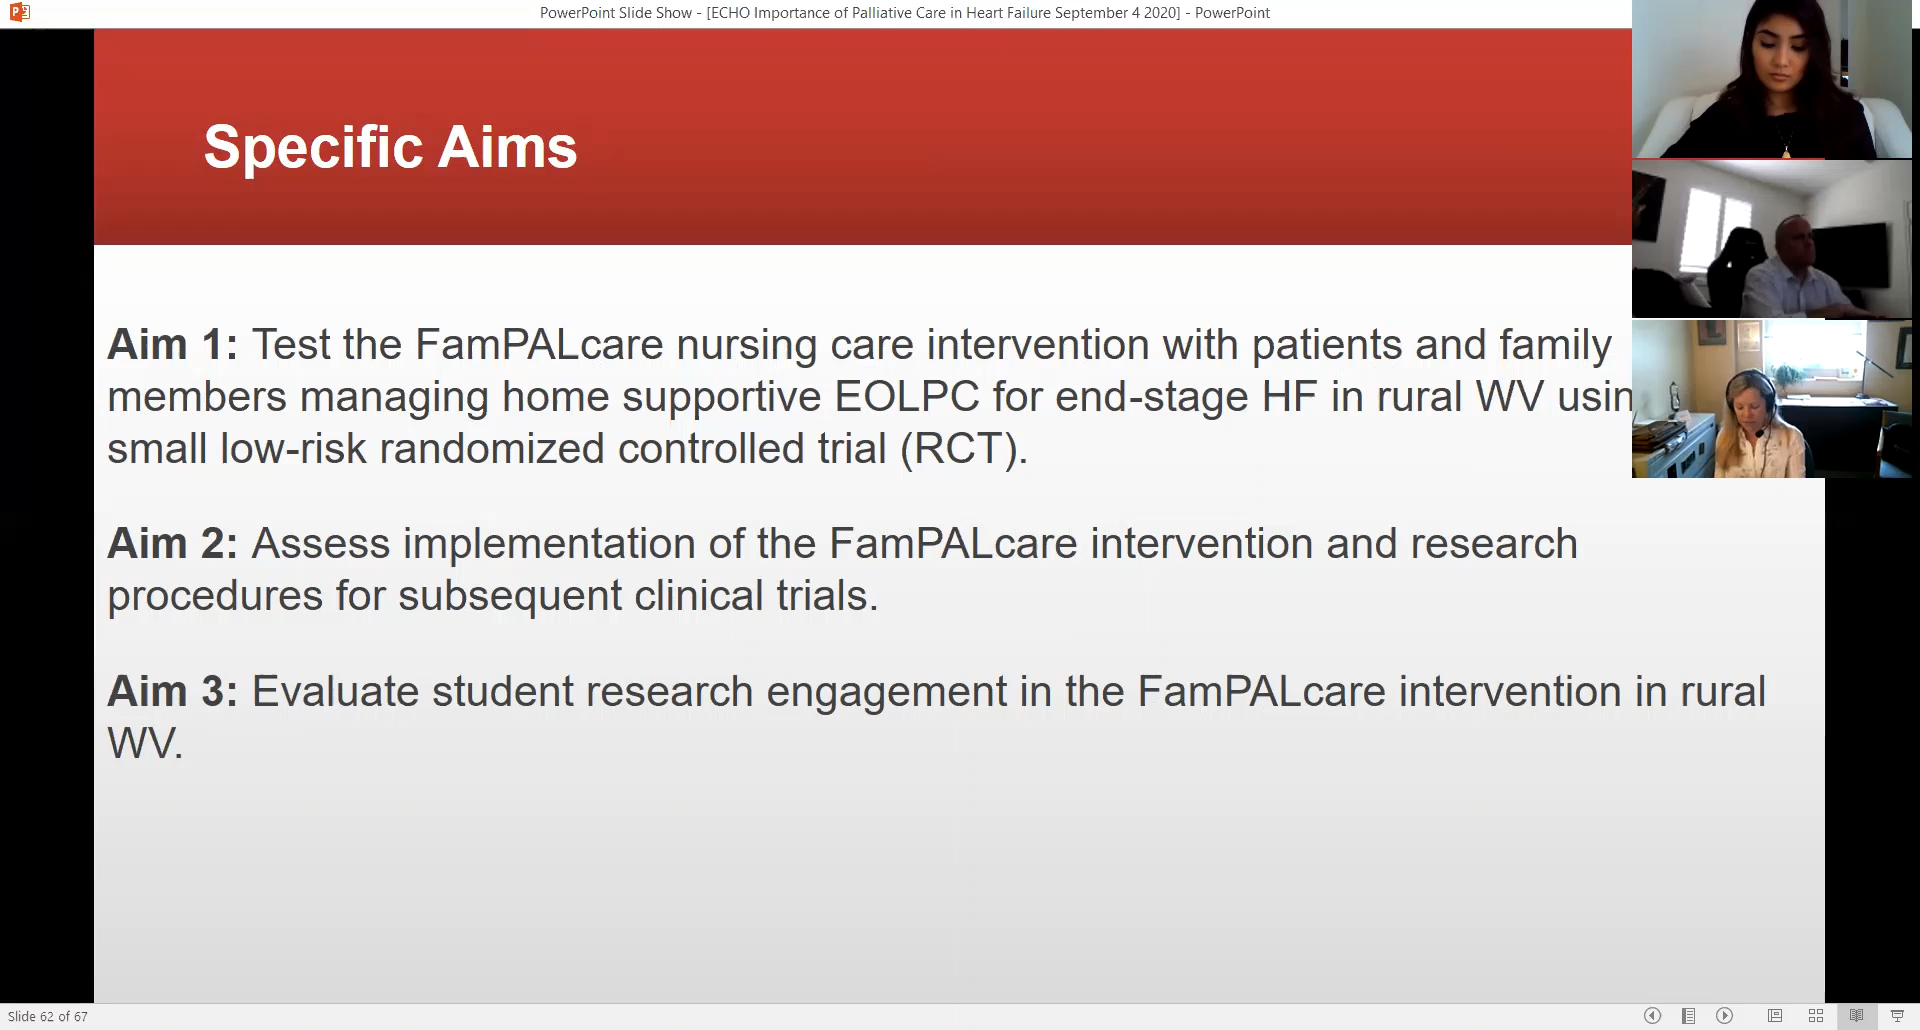 PowerPoint Slide Show - [ECHO Importance of Palliative Care in Heart Failure September 4 2020] - PowerPoint
Specific Aims
Aim 1: Test the FamPALcare nursing care intervention with patients and family
members managing home supportive EOLPC for end-stage HF in rural WV usin
small low-risk randomized controlled trial (RCT).
Aim 2: Assess implementation of the FamPALcare intervention and research
procedures for subsequent clinical trials.
Aim 3: Evaluate student research engagement in the FamPALcare intervention in rural
WV.
Slide 62 of 67